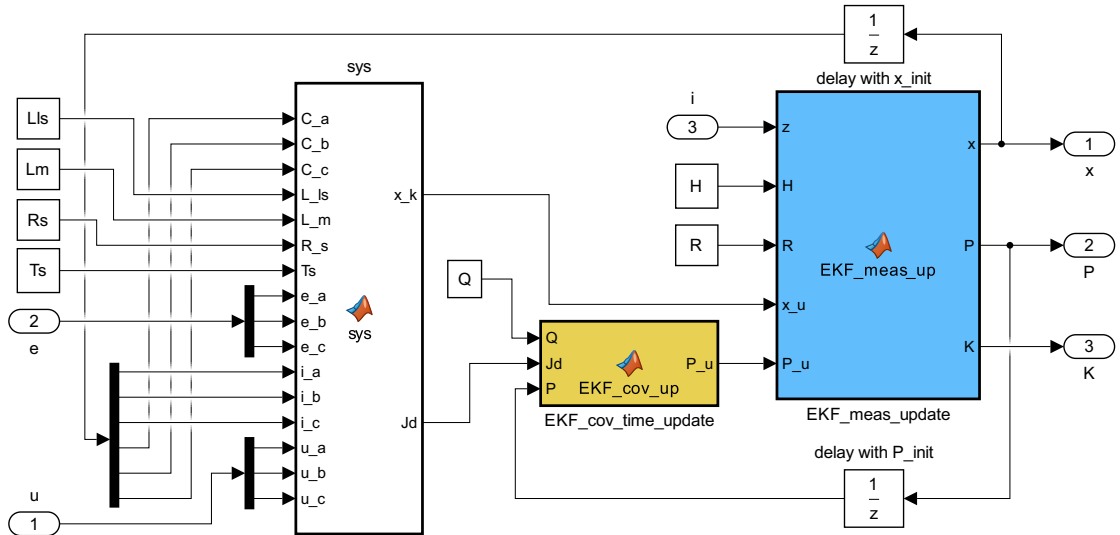 1
z
delay with x_init
sys
Lls
Lm
Rs
Ts
2
e
u
1
C_a
C_b
C_c
L_ls
L_m
R_s
Ts
e_a
e_b
e_c
i_a
i_b
i_c
u_a
u_b
u_c
sys
x_k
Jd
Q
Q
Jd
P
EKF_cov_up
P_u
EKF_cov_time_update
i
3
H
R
z
H
R
x_u
P_u
EKF_meas_up
x
P
K
EKF_meas_update
1
x
2
P
3
K
delay with P_init
1
z